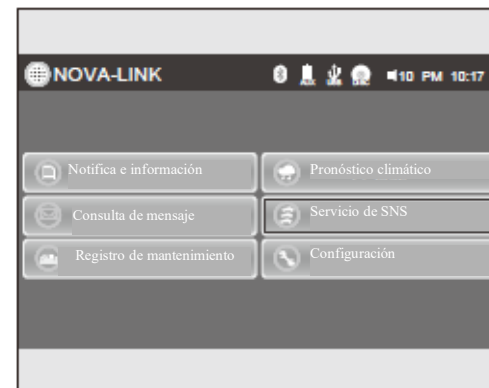 NOVA-LINK 10 PM 10:17
Notifica e información
Pronóstico climático
Consulta de mensaje
Servicio de SNS
Registro de mantenimiento
Configuración